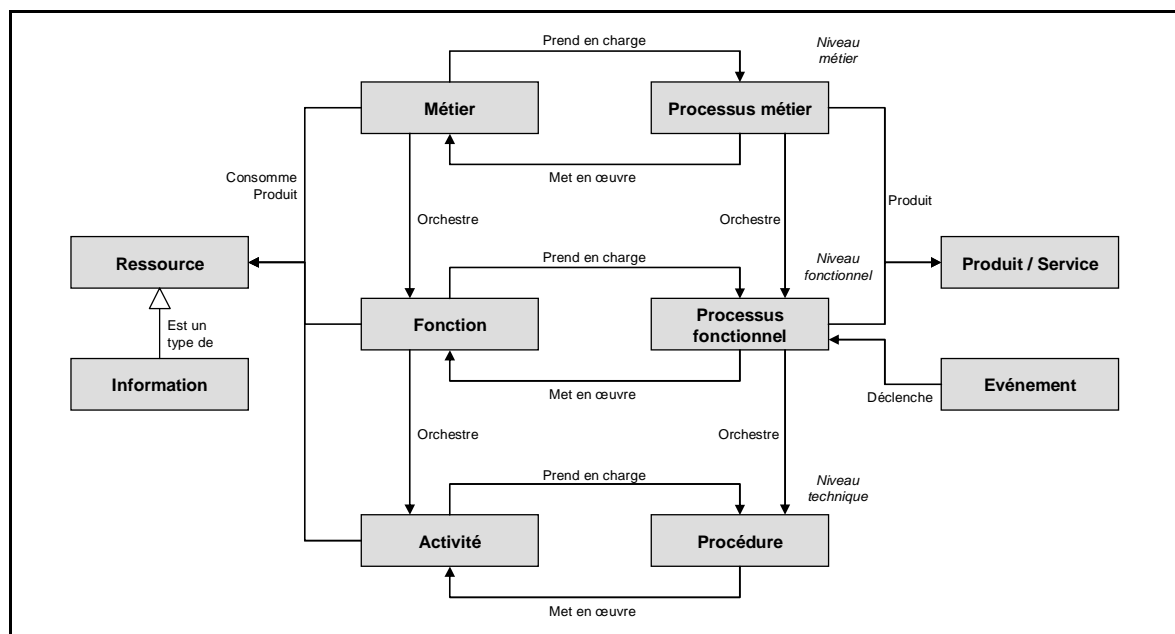 Prend en charge
Niveau
métier
Métier
Processus métier
Met en œuvre
Consomme
Produit
Orchestre
Orchestre
Produit
Ressource
Prend en charge
Niveau
fonctionnel
Produit / Service
Est un
type de
Fonction
Processus
fonctionnel
Information
Met en œuvre
Déclenche
Evénement
Orchestre
Orchestre
Prend en charge
Niveau
technique
Activité
Procédure
Met en œuvre